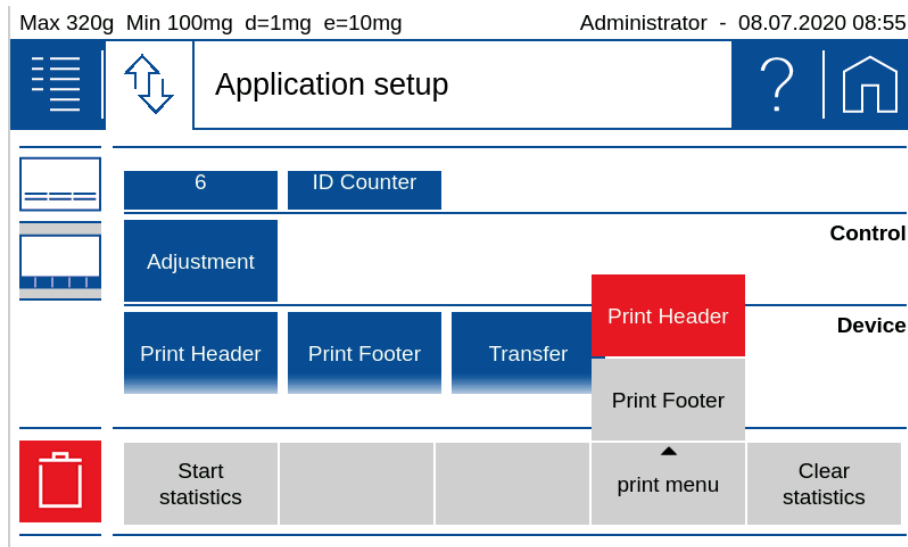 Max 320g Min 100mg d=1mg e=10mg Administrator - 08.07.2020 08:55
Application setup ?
6 ID Counter
Control
Adjustment
Print Header
Device
Print Header Print Footer Transfer
Print Footer
Start
statistics
print menu
Clear
statistics